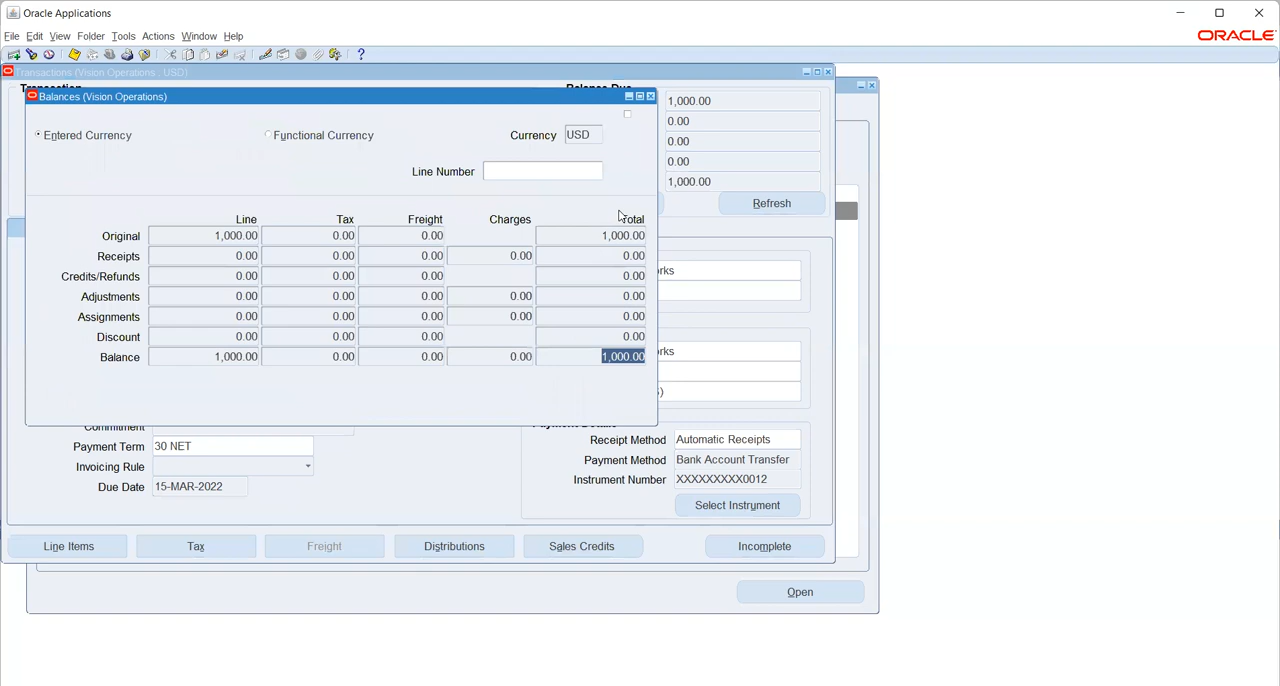 Oracle Applications
File Edit View Folder Tools Actions Window Help
ORACLE
Transactions (Vision Operations , USD)
Balances (Vision Operations)
1,000.00
0.00
0.00
0.00
1,000.00
Refresh
Entered Currency Functional Currency Currency USD
Line Number
Line Tax Freight Charges Total
Original 1,000.00 0.00 0.00 1,000.00
Receipts 0.00 0.00 0.00 0.00 0.00
Credits/Refunds 0.00 0.00 0.00 0.00
Adjustments 0.00 0.00 0.00 0.00 0.00
Assignments 0.00 0.00 0.00 0.00 0.00
Discount 0.00 0.00 0.00 0.00
Balance 1,000.00 0.00 0.00 0.00 1,000.00
rks
rks
)
Commitment
Payment Term 30 NET
Invoicing Rule
Due Date 15-MAR-2022
Receipt Method Automatic Receipts
Payment Method Bank Account Transfer
Instrument Number XXXXXXXXX0012
Select Instrument
Line Items Tax Freight Distributions Sales Credits Incomplete
Open